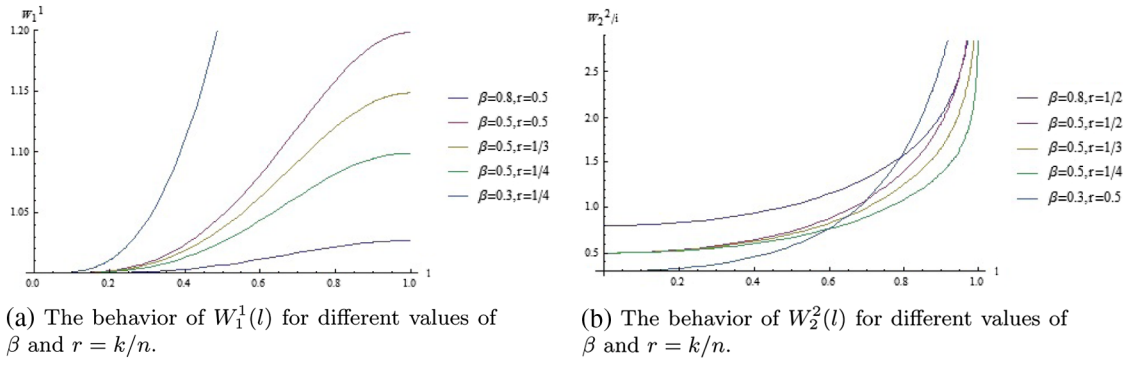 W₁¹
1.20
1.15
1.10
1.05
0.0 0.2 0.4 0.6 0.8 1.0
l
β=0.8,r=0.5
β=0.5,r=0.5
β=0.5,r=1/3
β=0.5,r=1/4
β=0.3,r=1/4
(a) The behavior of W₁¹(l) for different values of
β and r = k/n.
W₂²/i
2.5
2.0
1.5
1.0
0.5
0.2 0.4 0.6 0.8 1.0
l
β=0.8,r=1/2
β=0.5,r=1/2
β=0.5,r=1/3
β=0.5,r=1/4
β=0.3,r=0.5
(b) The behavior of W₂²(l) for different values of
β and r = k/n.